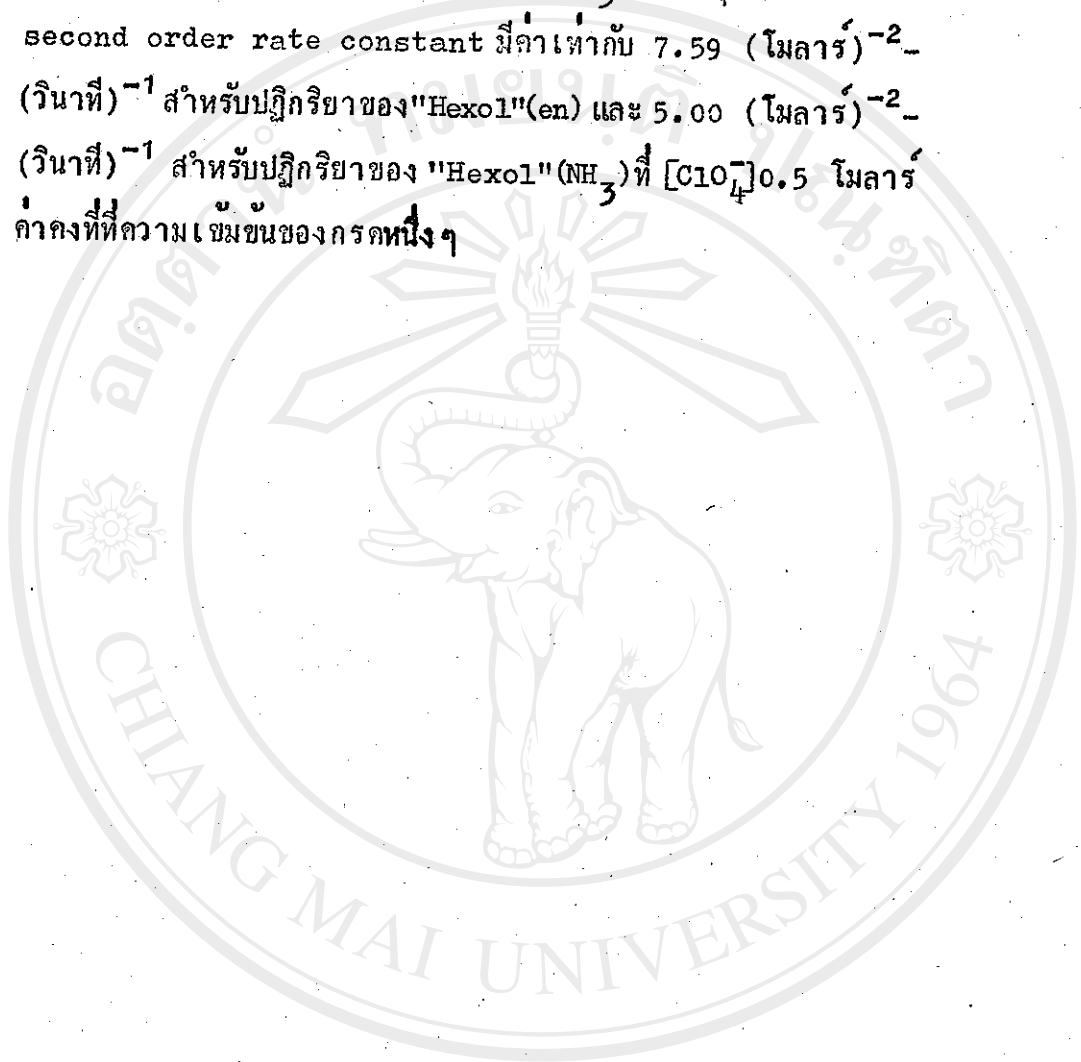 second order rate constant มีค่าเท่ากับ 7.59 (โมลาร์)⁻²-
(วินาที)⁻¹ สำหรับปฏิกริยาของ"Hexol"(en) และ 5.00 (โมลาร์)⁻²-
(วินาที)⁻¹ สำหรับปฏิกริยาของ "Hexol"(NH₃)ที่ [ClO₄⁻]0.5 โมลาร์
ค่าคงที่ที่ความเข้มข้นของกรดหนึ่งๆ
CHIANG MAI UNIVERSITY 1964